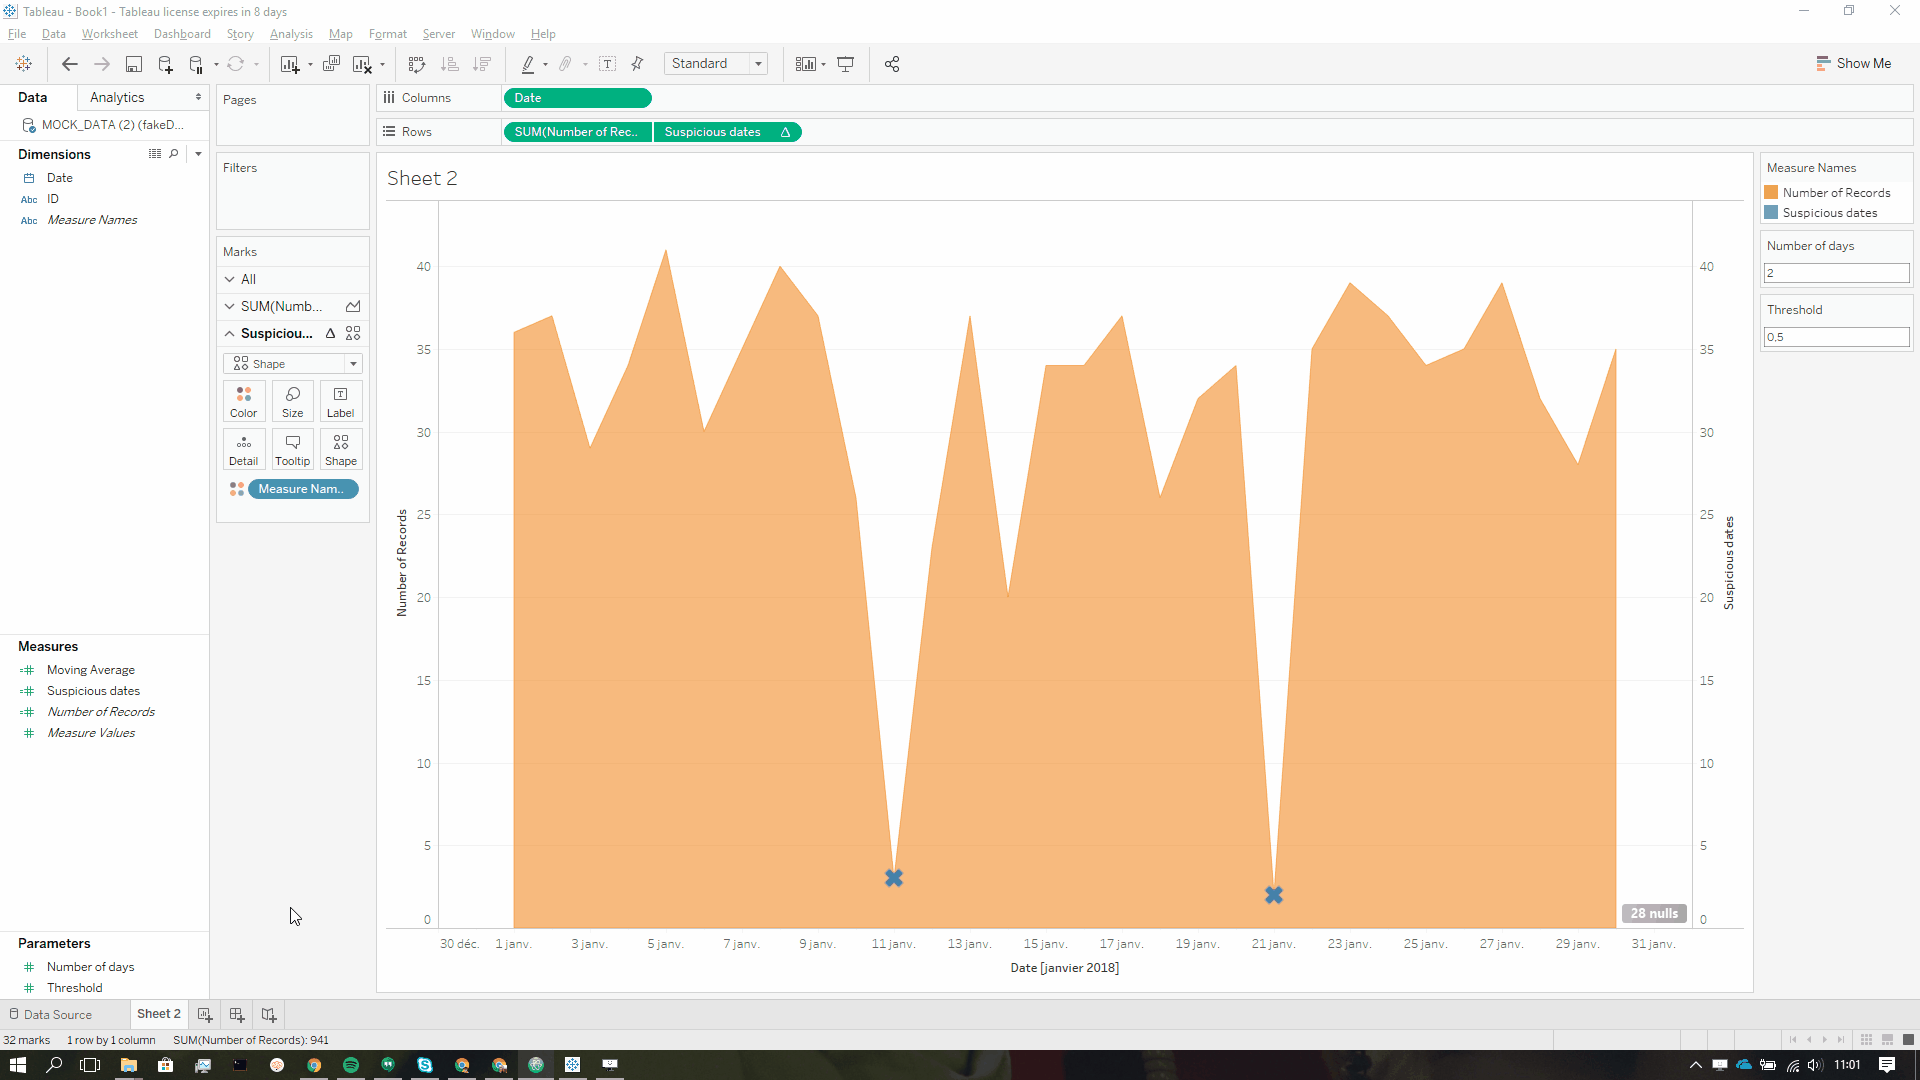 Tableau - Book1 - Tableau license expires in 8 days
File Data Worksheet Dashboard Story Analysis Map Format Server Window Help
Standard
Show Me
Data Analytics
MOCK_DATA (2) (fakeD...
Dimensions
Date
Abc ID
Abc Measure Names
Measures
Moving Average
Suspicious dates
Number of Records
Measure Values
Parameters
Number of days
Threshold
Pages
Filters
Marks
All
SUM(Numb...
Suspiciou...
Shape
Color Size Label
Detail Tooltip Shape
Measure Nam..
Columns Date
Rows SUM(Number of Rec.. Suspicious dates
Sheet 2
Number of Records
40
35
30
25
20
15
10
5
0
40
35
30
25
20
15
10
5
0
Suspicious dates
28 nulls
30 déc. 1 janv. 3 janv. 5 janv. 7 janv. 9 janv. 11 janv. 13 janv. 15 janv. 17 janv. 19 janv. 21 janv. 23 janv. 25 janv. 27 janv. 29 janv. 31 janv.
Date [janvier 2018]
Measure Names
Number of Records
Suspicious dates
Number of days
2
Threshold
0,5
Data Source Sheet 2
32 marks 1 row by 1 column SUM(Number of Records): 941
11:01